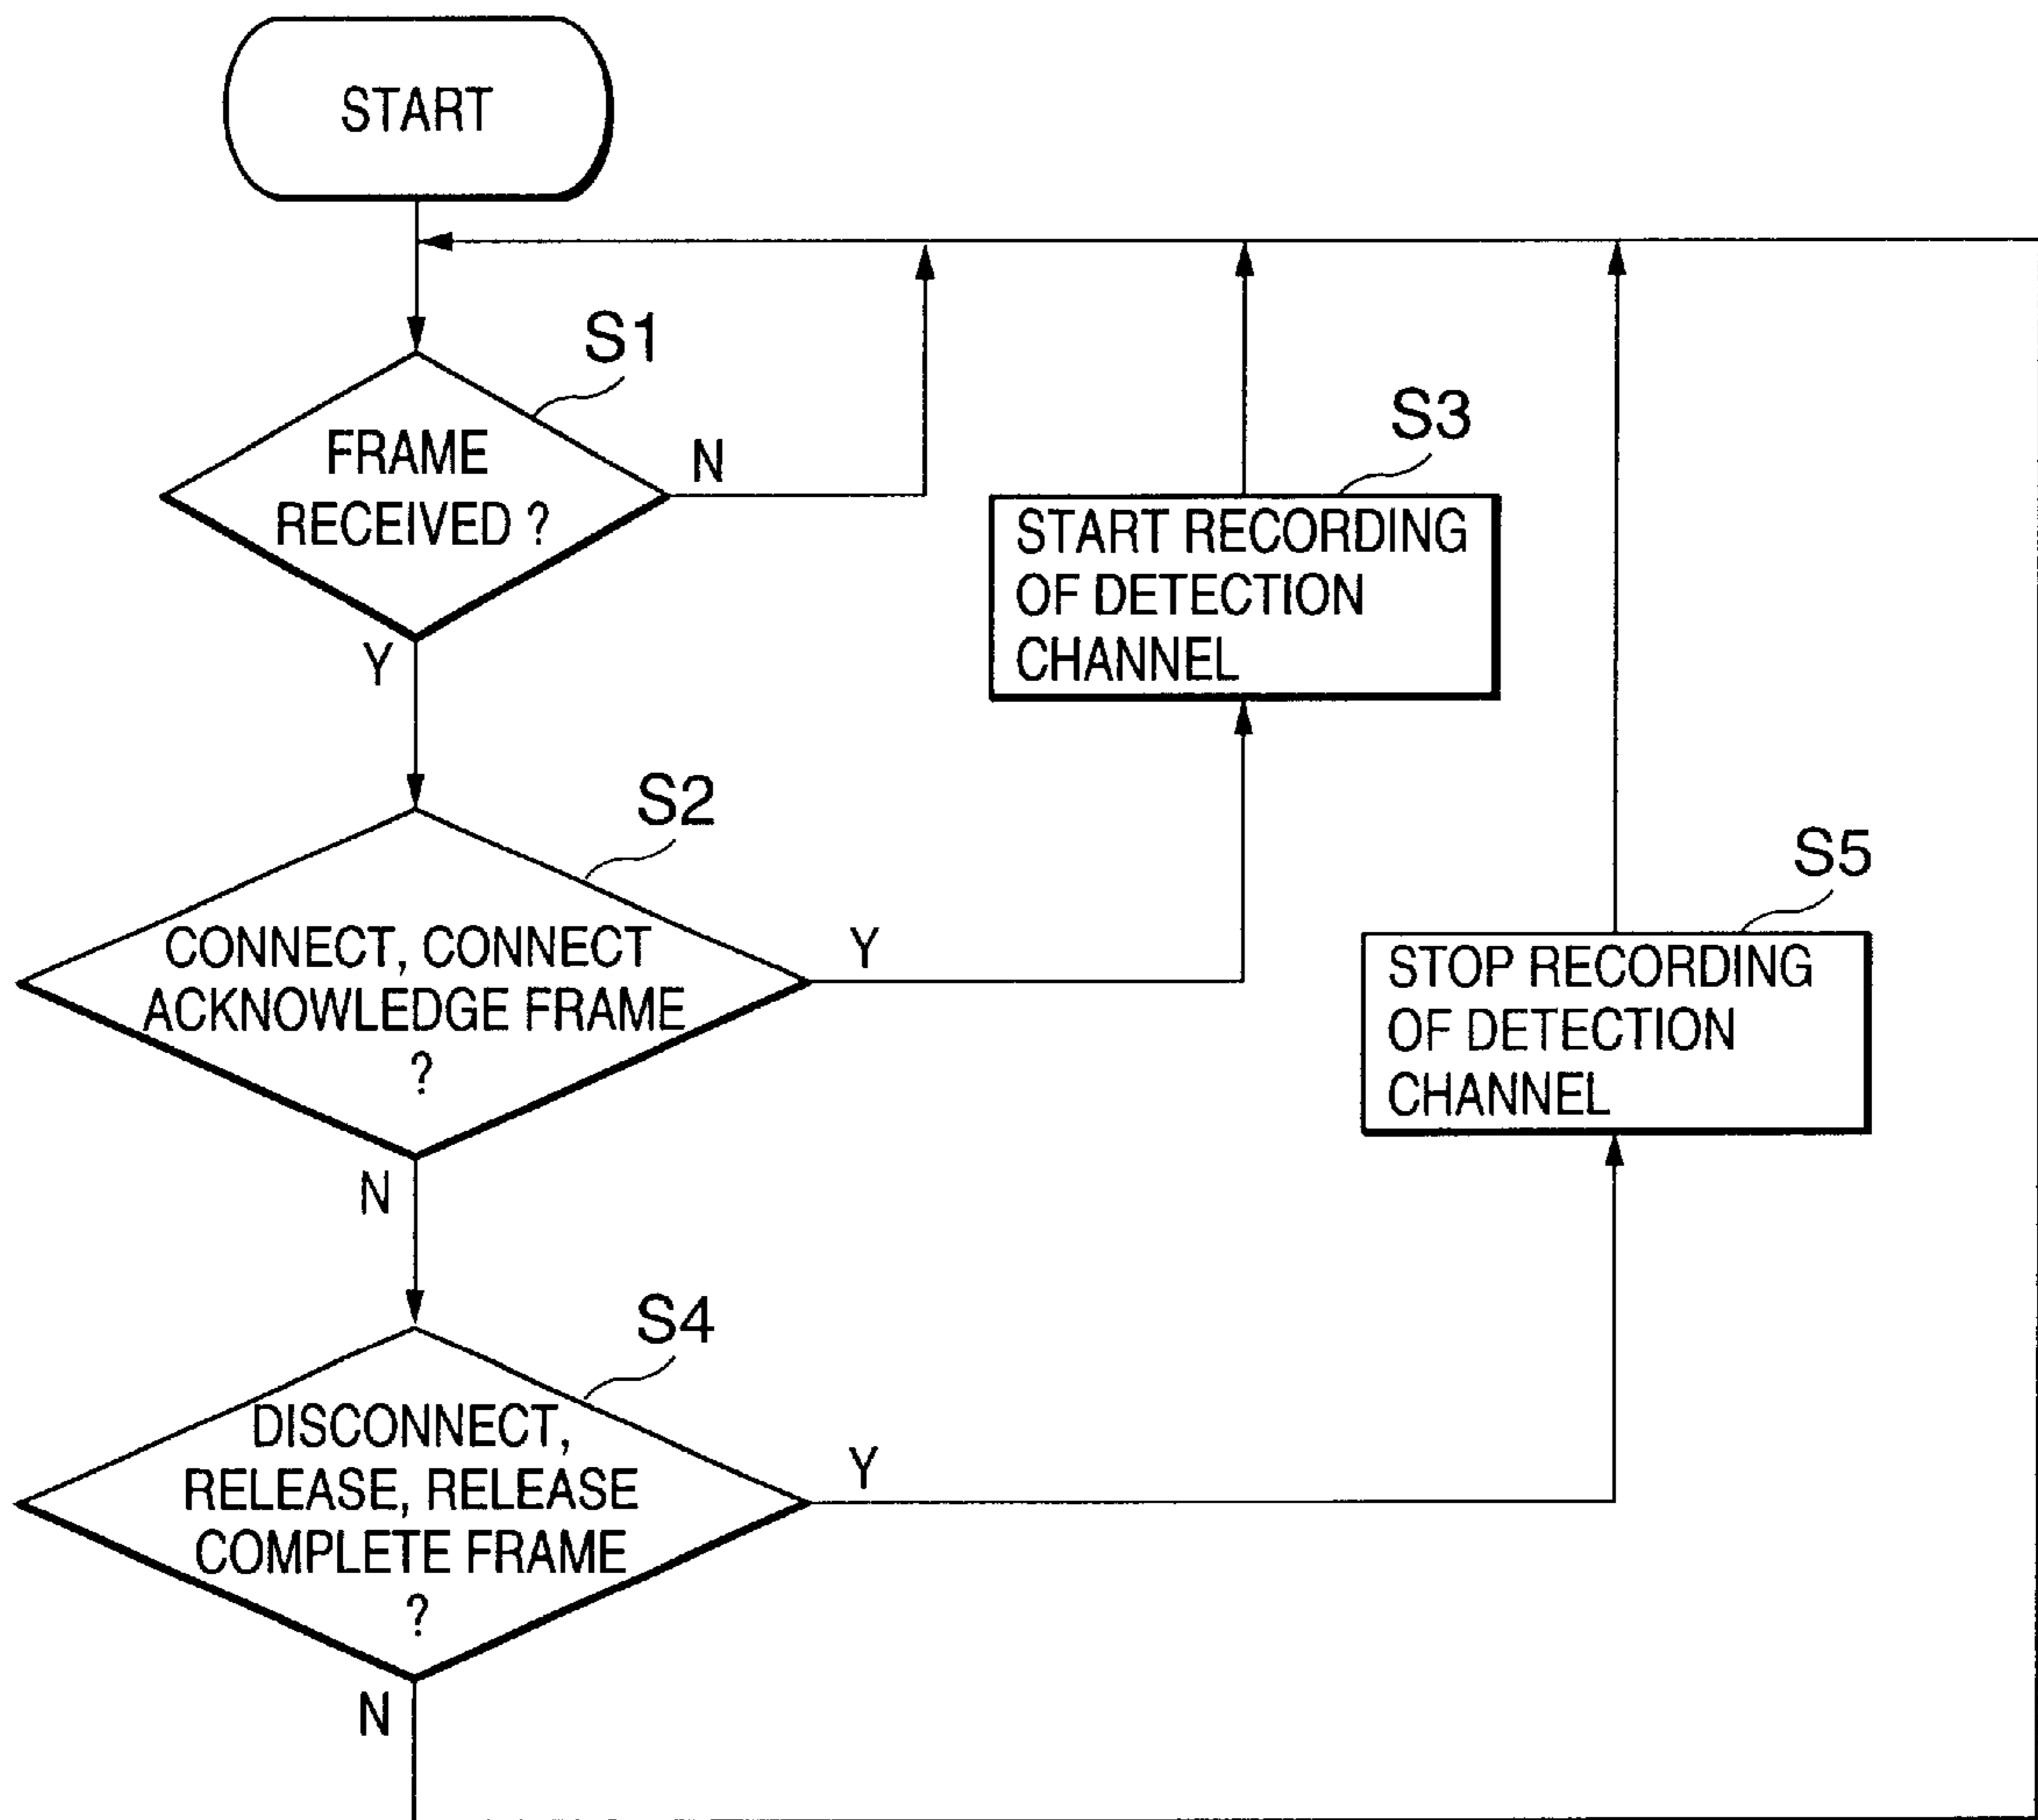 START
S1
FRAME
RECEIVED ?
N
Y
S3
START RECORDING
OF DETECTION
CHANNEL
S2
CONNECT, CONNECT
ACKNOWLEDGE FRAME
?
Y
N
S5
STOP RECORDING
OF DETECTION
CHANNEL
S4
DISCONNECT,
RELEASE, RELEASE
COMPLETE FRAME
?
Y
N